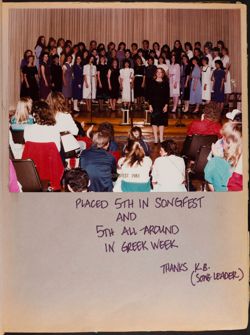 PLACED 5TH IN SONGFEST
AND
5TH ALL-AROUND
IN GREEK WEEK
THANKS K.B.
(SONG LEADER)